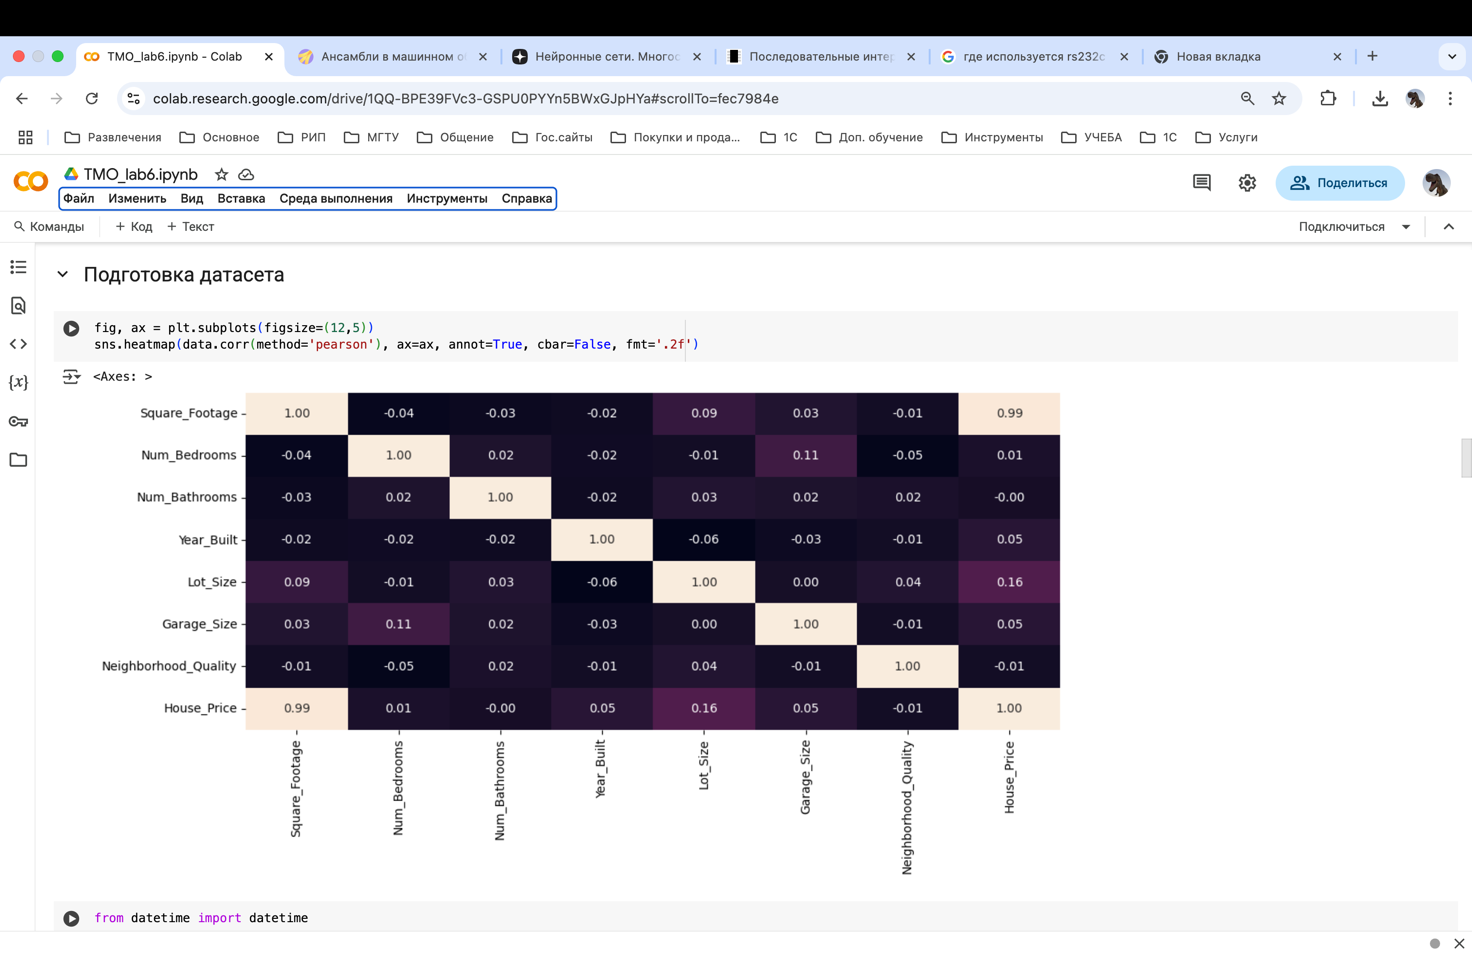 TMO_lab6.ipynb - Colab
Ансамбли в машинном о
Нейронные сети. Многос
Последовательные интер
где используется rs232c
Новая вкладка
colab.research.google.com/drive/1QQ-BPE39FVc3-GSPU0PYYn5BWxGJpHYa#scrollTo=fec7984e
Развлечения Основное РИП МГТУ Общение Гос.сайты Покупки и прода... 1С Доп. обучение Инструменты УЧЕБА 1С Услуги
TMO_lab6.ipynb
Поделиться
Файл Изменить Вид Вставка Среда выполнения Инструменты Справка
Команды + Код + Текст Подключиться
Подготовка датасета
fig, ax = plt.subplots(figsize=(12,5))
sns.heatmap(data.corr(method='pearson'), ax=ax, annot=True, cbar=False, fmt='.2f')
<Axes: >
Square_Footage 1.00 -0.04 -0.03 -0.02 0.09 0.03 -0.01 0.99
Num_Bedrooms -0.04 1.00 0.02 -0.02 -0.01 0.11 -0.05 0.01
Num_Bathrooms -0.03 0.02 1.00 -0.02 0.03 0.02 0.02 -0.00
Year_Built -0.02 -0.02 -0.02 1.00 -0.06 -0.03 -0.01 0.05
Lot_Size 0.09 -0.01 0.03 -0.06 1.00 0.00 0.04 0.16
Garage_Size 0.03 0.11 0.02 -0.03 0.00 1.00 -0.01 0.05
Neighborhood_Quality -0.01 -0.05 0.02 -0.01 0.04 -0.01 1.00 -0.01
House_Price 0.99 0.01 -0.00 0.05 0.16 0.05 -0.01 1.00
Square_Footage
Num_Bedrooms
Num_Bathrooms
Year_Built
Lot_Size
Garage_Size
Neighborhood_Quality
House_Price
from datetime import datetime